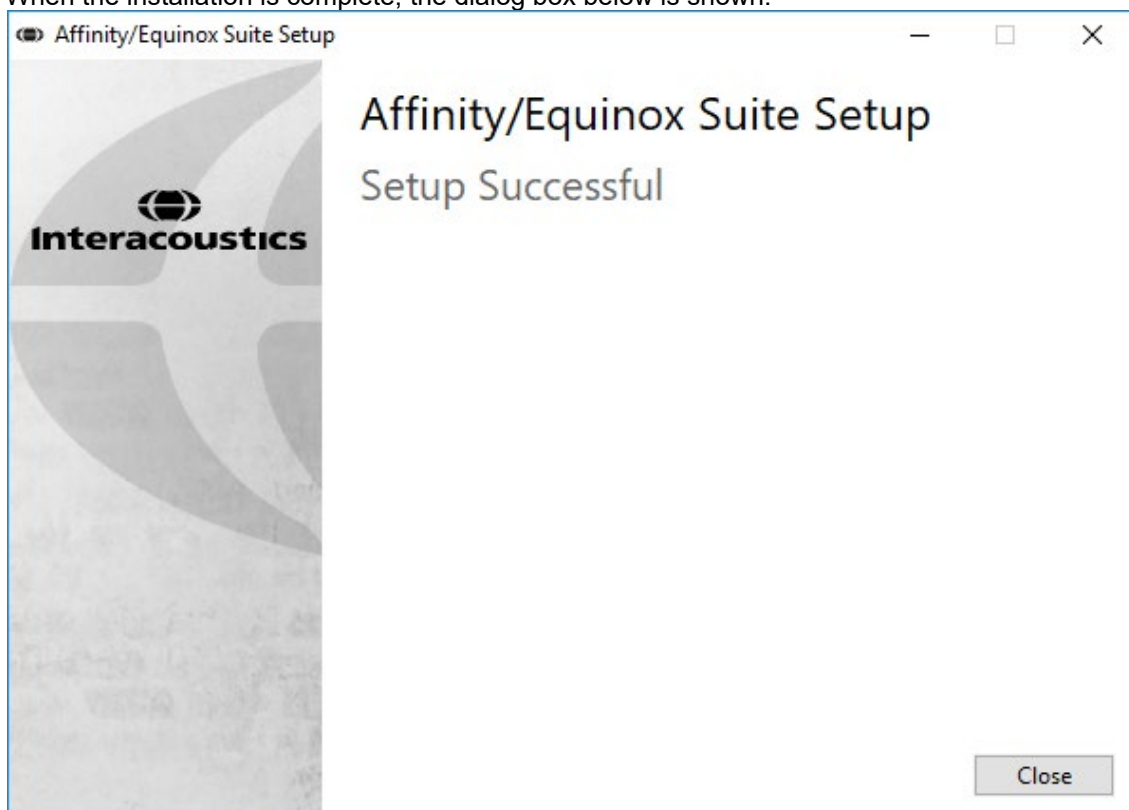 When the installation is complete, the dialog box below is shown.
Affinity/Equinox Suite Setup
Affinity/Equinox Suite Setup
Setup Successful
Interacoustics
Close